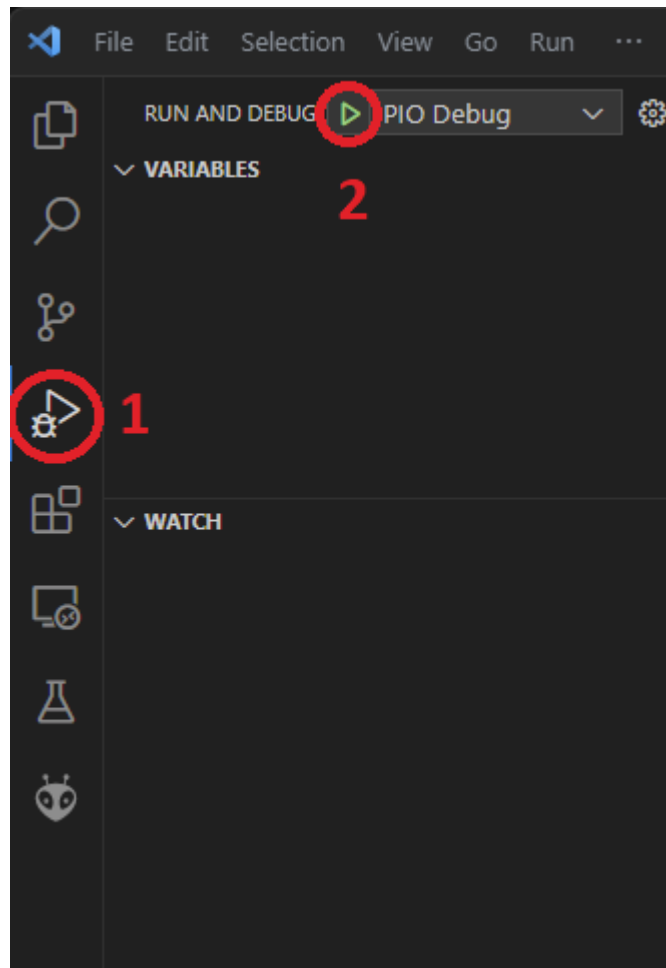 File Edit Selection View Go Run ...
RUN AND DEBUG PIO Debug
VARIABLES
2
1
WATCH